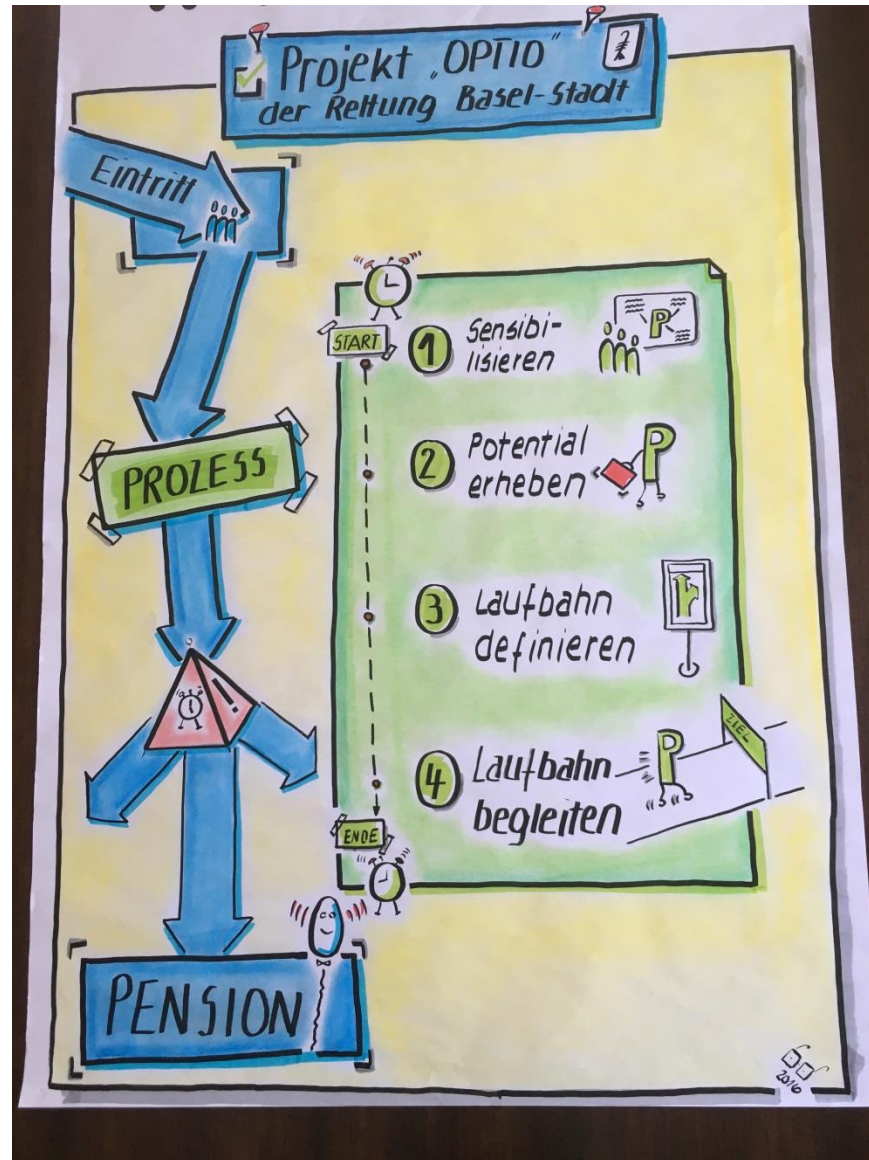 Projekt „OPTIO"
der Rettung Basel-Stadt
Eintritt
PROZESS
!
PENSION
START
1 Sensibi-
lisieren
P
2 Potential
erheben
P
3 Laufbahn
definieren
4 Laufbahn
begleiten
P
ZIEL
ENDE
2016